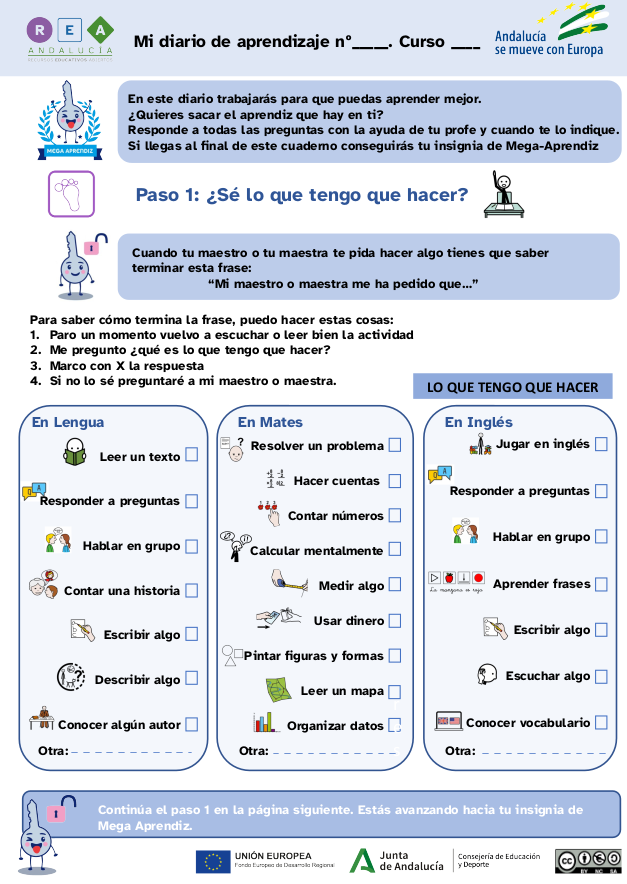 R E A
ANDALUCÍA
RECURSOS EDUCATIVOS ABIERTOS
Mi diario de aprendizaje nº____. Curso ___
Andalucía
se mueve con Europa
En este diario trabajarás para que puedas aprender mejor.
¿Quieres sacar el aprendiz que hay en ti?
Responde a todas las preguntas con la ayuda de tu profe y cuando te lo indique.
Si llegas al final de este cuaderno conseguirás tu insignia de Mega-Aprendiz
MEGA APRENDIZ
Paso 1: ¿Sé lo que tengo que hacer?
1
Cuando tu maestro o tu maestra te pida hacer algo tienes que saber
terminar esta frase:
“Mi maestro o maestra me ha pedido que...”
Para saber cómo termina la frase, puedo hacer estas cosas:
1. Paro un momento vuelvo a escuchar o leer bien la actividad
2. Me pregunto ¿qué es lo que tengo que hacer?
3. Marco con X la respuesta
4. Si no lo sé preguntaré a mi maestro o maestra.
LO QUE TENGO QUE HACER
En Lengua
Leer un texto
Q A
Responder a preguntas
Hablar en grupo
Contar una historia
Escribir algo
Describir algo
Conocer algún autor
Otra:_ _ _ _ _ _ _ _ _ _ _
En Mates
Resolver un problema
Hacer cuentas
1 2 3
Contar números
Calcular mentalmente
Medir algo
Usar dinero
Pintar figuras y formas
Leer un mapa
Organizar datos
Otra: _ _ _ _ _ _ _ _ _ _ _
En Inglés
Jugar en inglés
Q A
Responder a preguntas
Hablar en grupo
Aprender frases
La manzana es roja
Escribir algo
Escuchar algo
Conocer vocabulario
Otra: _ _ _ _ _ _ _ _ _ _ _
1
Continúa el paso 1 en la página siguiente. Estás avanzando hacia tu insignia de
Mega Aprendiz.
UNIÓN EUROPEA
Fondo Europeo de Desarrollo Regional
Junta
de Andalucía
Consejería de Educación
y Deporte
cc
BY NC SA